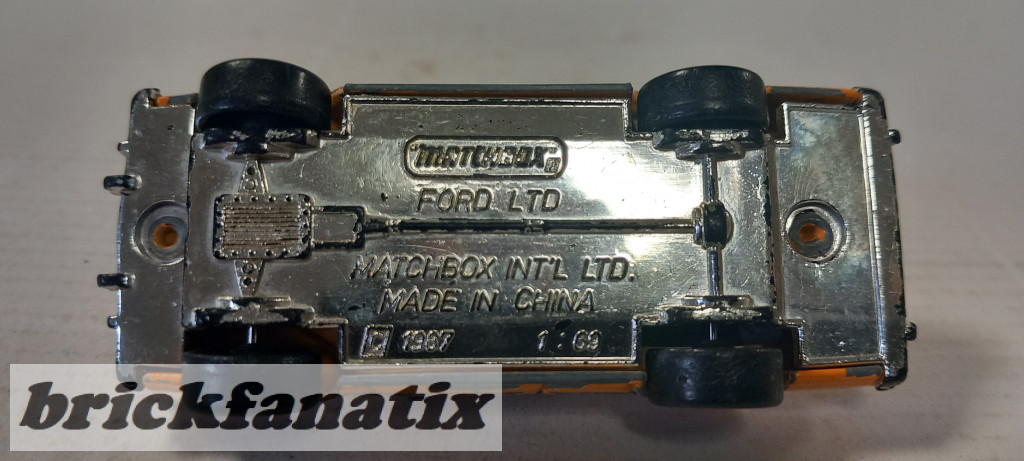 MATCHBOX
FORD LTD
MATCHBOX INT'L LTD.
MADE IN CHINA
© 1987 1:69
brickfanatix